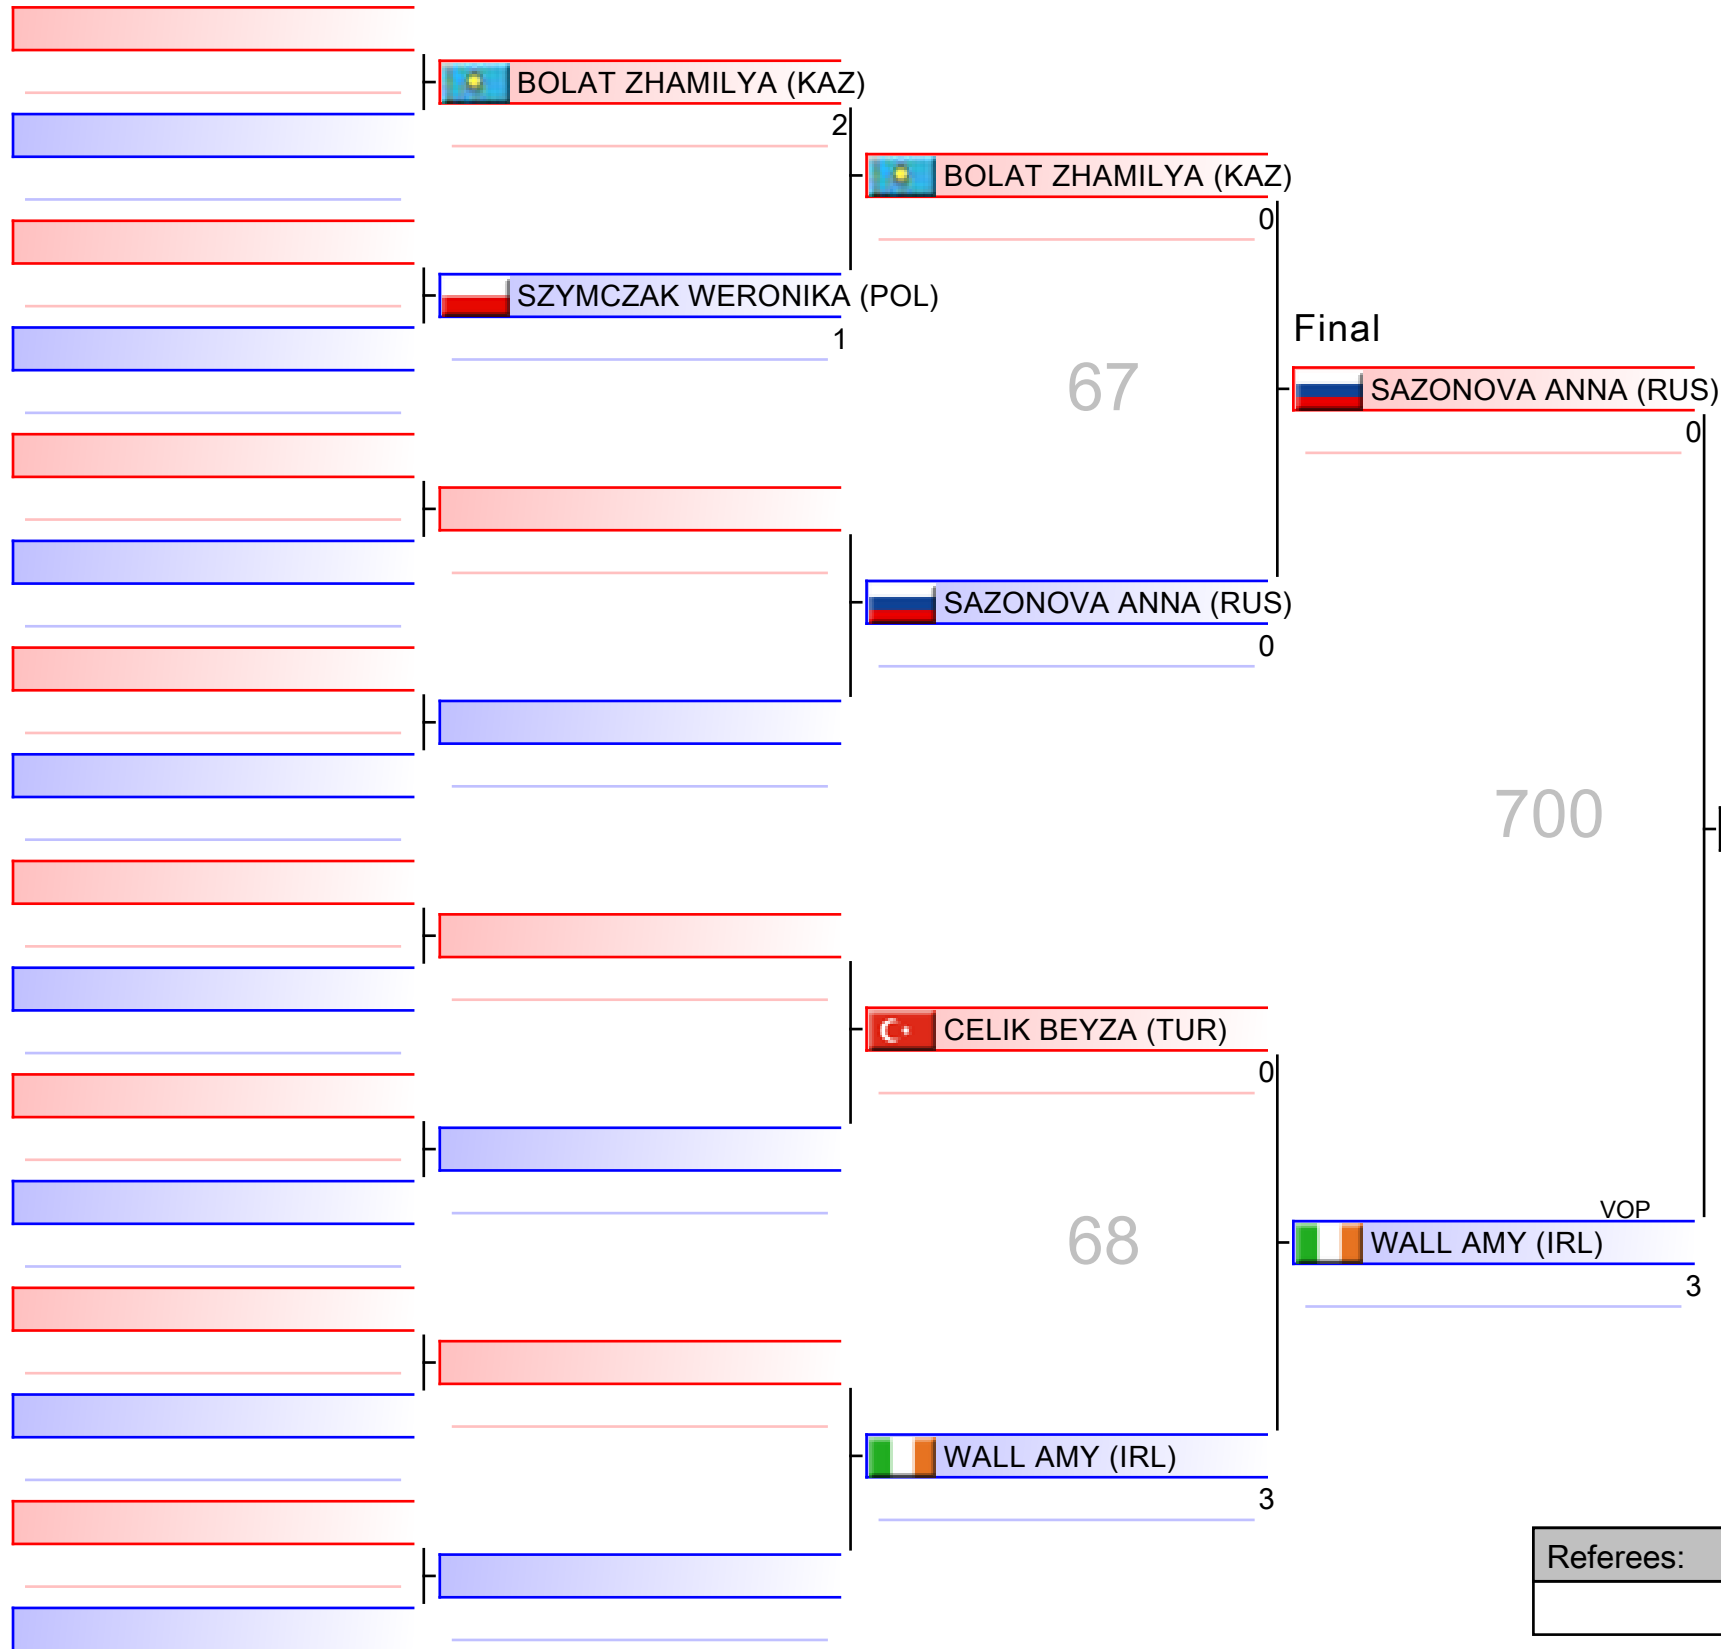 BOLAT ZHAMILYA (KAZ)
2
BOLAT ZHAMILYA (KAZ)
0
SZYMCZAK WERONIKA (POL)
1
Final
67
SAZONOVA ANNA (RUS)
0
SAZONOVA ANNA (RUS)
0
700
CELIK BEYZA (TUR)
0
VOP
68
WALL AMY (IRL)
3
WALL AMY (IRL)
3
Referees: